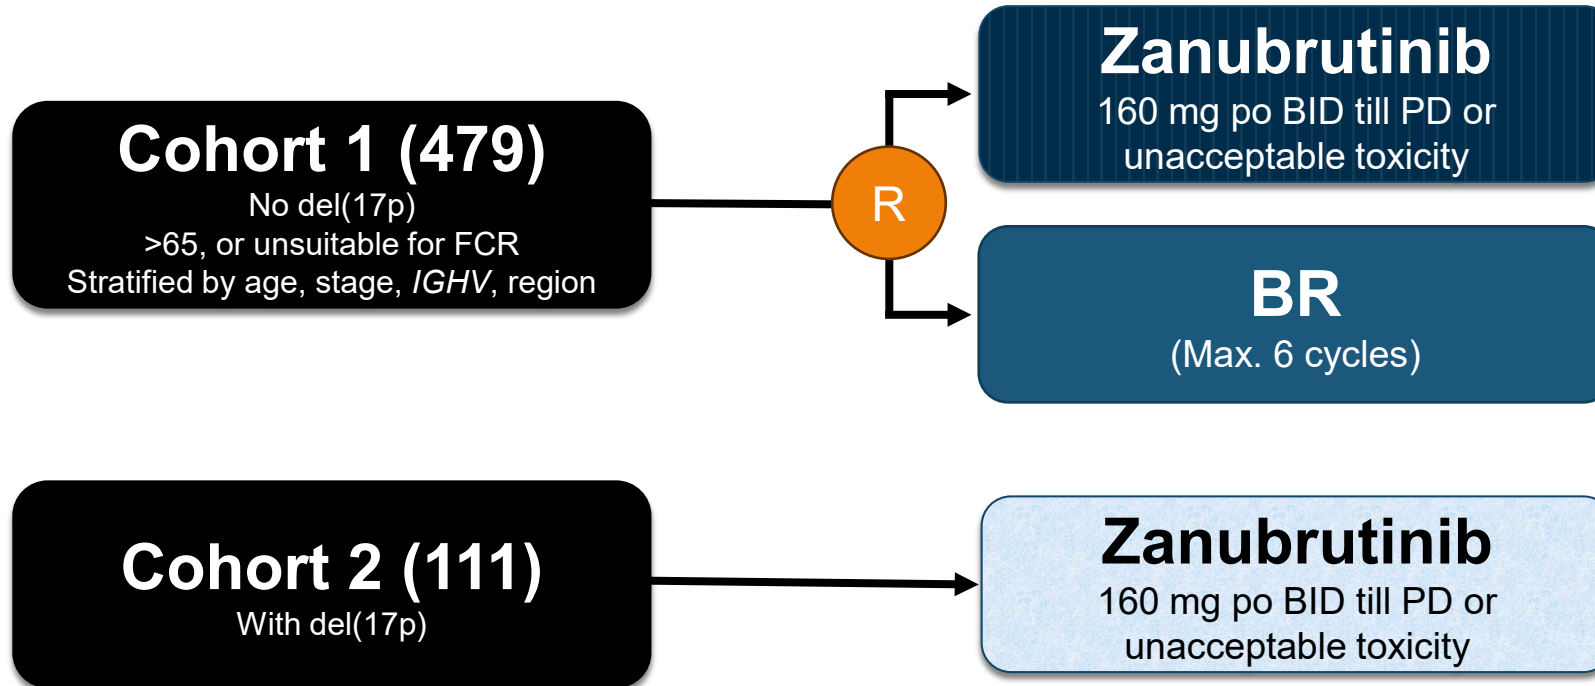 Cohort 1 (479)
No del(17p)
>65, or unsuitable for FCR
Stratified by age, stage, IGHV, region
R
Zanubrutinib
160 mg po BID till PD or
unacceptable toxicity
BR
(Max. 6 cycles)
Cohort 2 (111)
With del(17p)
Zanubrutinib
160 mg po BID till PD or
unacceptable toxicity